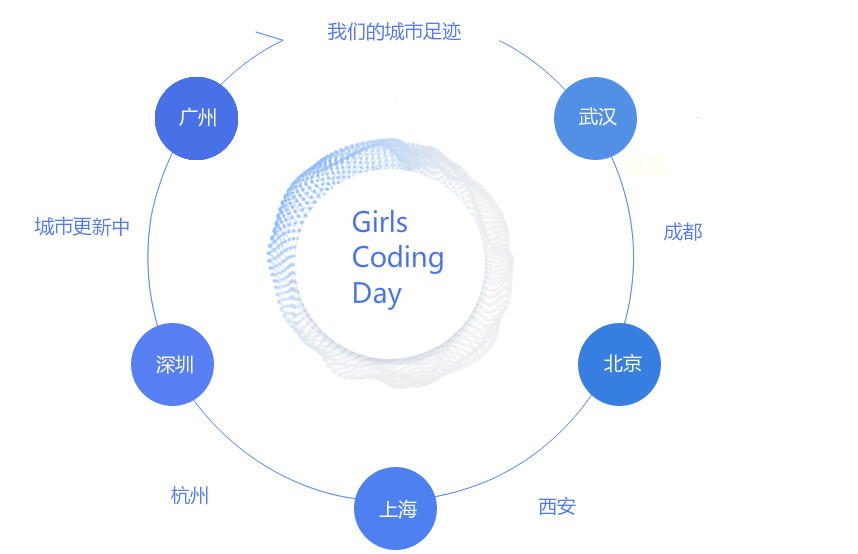 我们的城市足迹
广州
武汉
城市更新中
成都
Girls
Coding
Day
深圳
北京
杭州
上海
西安